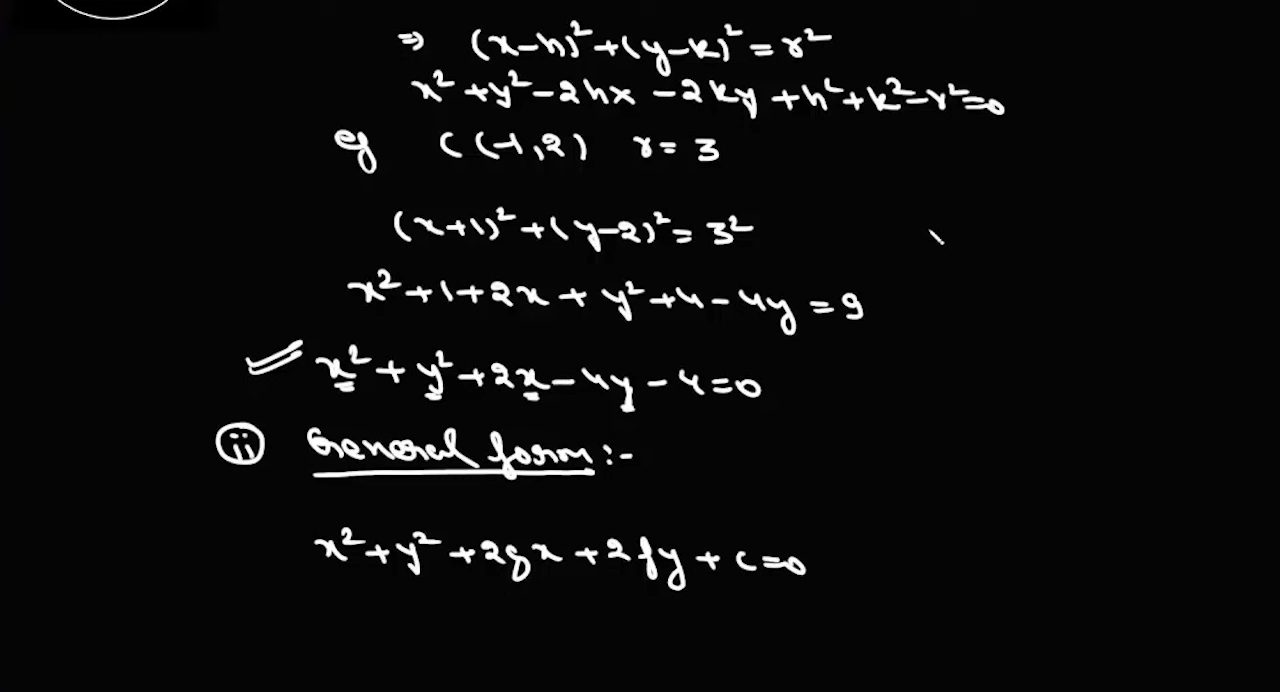 ⇒ (x-h)²+(y-k)²=r²
x²+y²-2hx-2ky+h²+k²-r²=0
eg C(-1,2) r=3
(x+1)²+(y-2)²=3²
x²+1+2x+y²+4-4y=9
x²+y²+2x-4y-4=0
(ii) General form:-
x²+y²+2gx+2fy+c=0